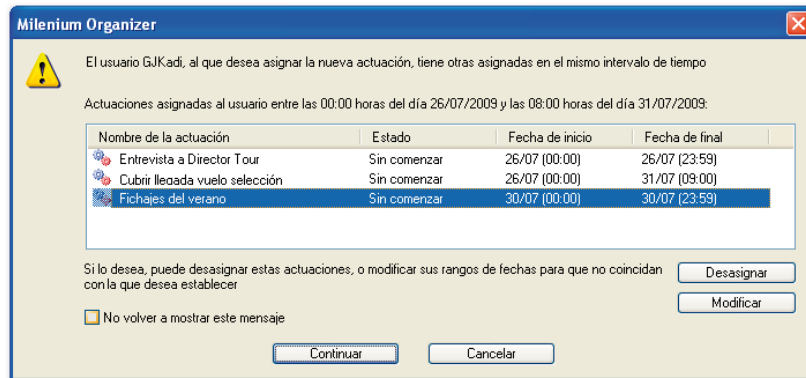 Milenium Organizer
El usuario GJKadi, al que desea asignar la nueva actuación, tiene otras asignadas en el mismo intervalo de tiempo
Actuaciones asignadas al usuario entre las 00:00 horas del día 26/07/2009 y las 08:00 horas del día 31/07/2009:
Nombre de la actuación Estado Fecha de inicio Fecha de final
Entrevista a Director Tour Sin comenzar 26/07 (00:00) 26/07 (23:59)
Cubrir llegada vuelo selección Sin comenzar 26/07 (00:00) 31/07 (09:00)
Fichajes del verano Sin comenzar 30/07 (00:00) 30/07 (23:59)
Si lo desea, puede desasignar estas actuaciones, o modificar sus rangos de fechas para que no coincidan
con la que desea establecer
Desasignar
Modificar
No volver a mostrar este mensaje
Continuar Cancelar